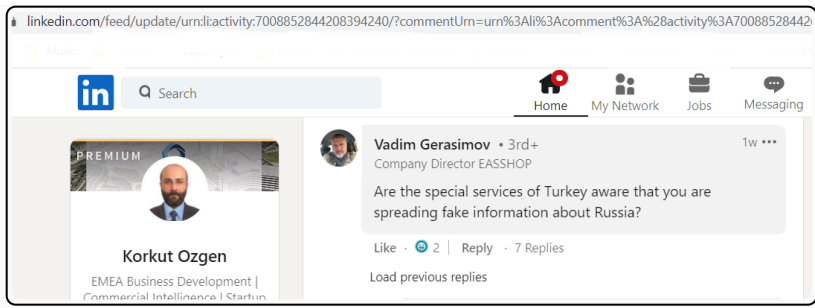 linkedin.com/feed/update/urn:li:activity:7008852844208394240/?commentUrn=urn%3Ali%3Acomment%3A%28activity%3A70088528442
in
Search
Home
My Network
Jobs
Messaging
PREMIUM
Korkut Ozgen
EMEA Business Development |
Commercial Intelligence | Startup
Vadim Gerasimov • 3rd+
1w •••
Company Director EASSHOP
Are the special services of Turkey aware that you are
spreading fake information about Russia?
Like · 2 | Reply · 7 Replies
Load previous replies